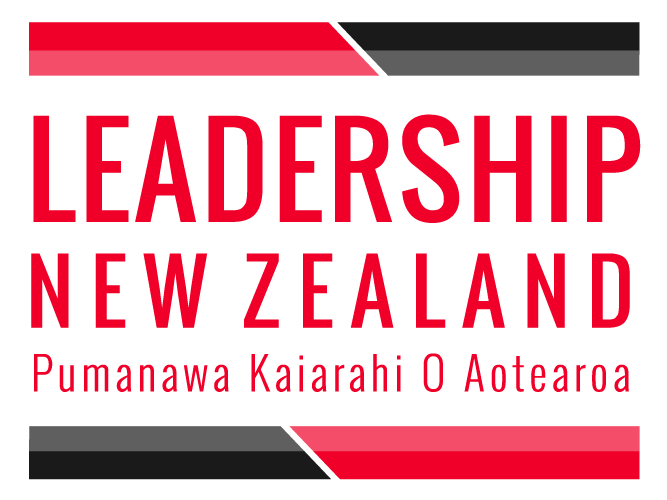 LEADERSHIP
NEW ZEALAND
Pumanawa Kaiarahi O Aotearoa